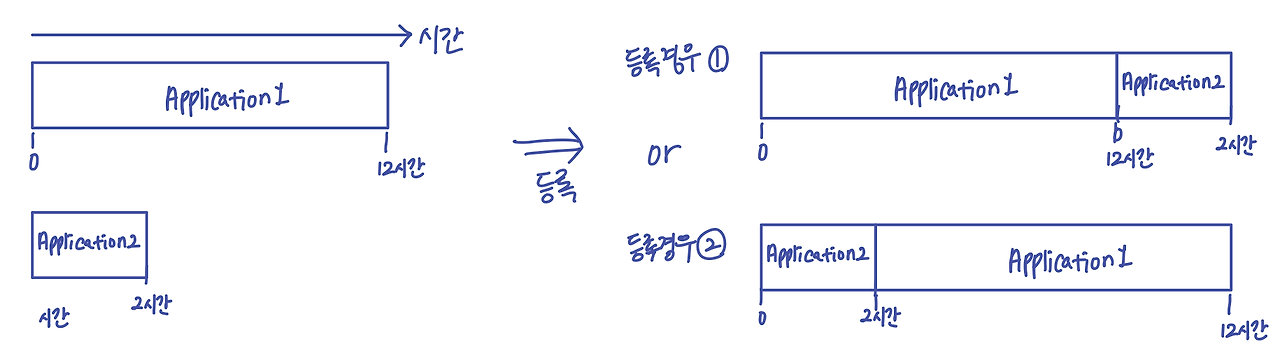 시간
Application1
0
12시간
Application2
시간
2시간
등록
등록경우 ①
Application1
Application2
0
0
12시간
2시간
or
등록경우 ②
Application2
Application1
0
2시간
12시간